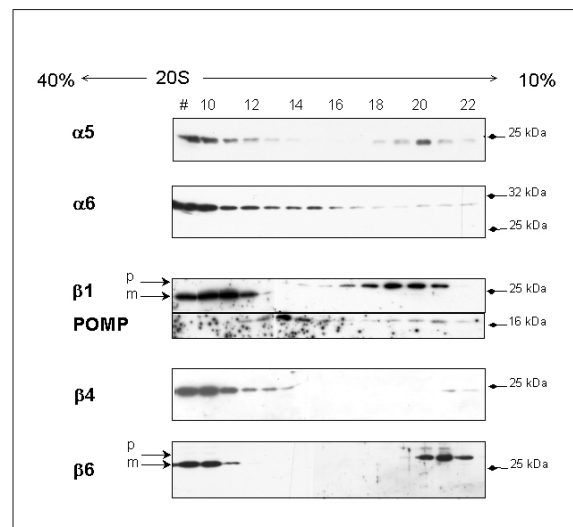 40% 20S 10%
# 10 12 14 16 18 20 22
α5 25 kDa
α6 32 kDa
25 kDa
p
β1 m 25 kDa
POMP 16 kDa
β4 25 kDa
p
β6 m 25 kDa